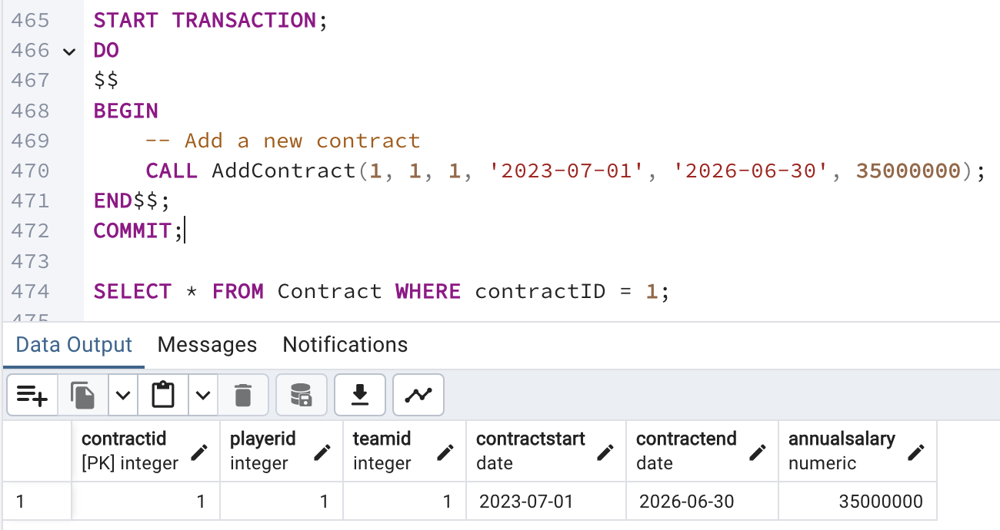 465 START TRANSACTION;
466 DO
467 $$
468 BEGIN
469 -- Add a new contract
470 CALL AddContract(1, 1, 1, '2023-07-01', '2026-06-30', 35000000);
471 END$$;
472 COMMIT;
473
474 SELECT * FROM Contract WHERE contractID = 1;
475
Data Output Messages Notifications
contractid playerid teamid contractstart contractend annualsalary
[PK] integer integer integer date date numeric
1 1 1 1 2023-07-01 2026-06-30 35000000